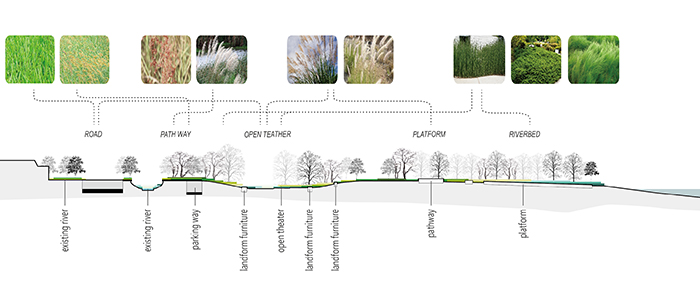 ROAD
PATH WAY
OPEN TEATHER
PLATFORM
RIVERBED
existing river
existing river
parking way
landform furniture
open theater
landform furniture
landform furniture
pathway
platform